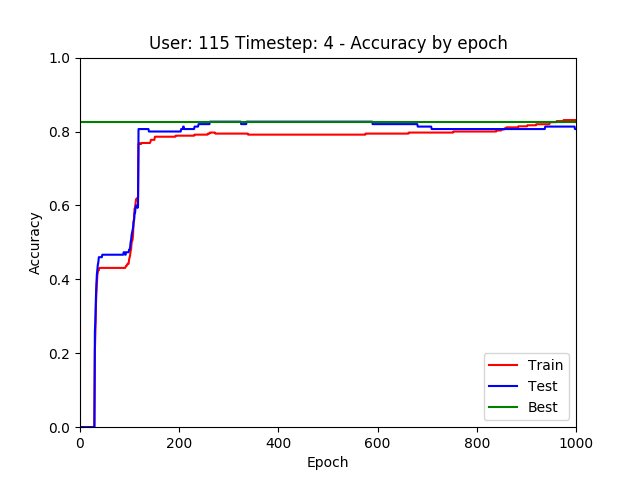 User: 115 Timestep: 4 - Accuracy by epoch
1.0
0.8
0.6
0.4
0.2
0.0
Accuracy
0 200 400 600 800 1000
Epoch
Train
Test
Best